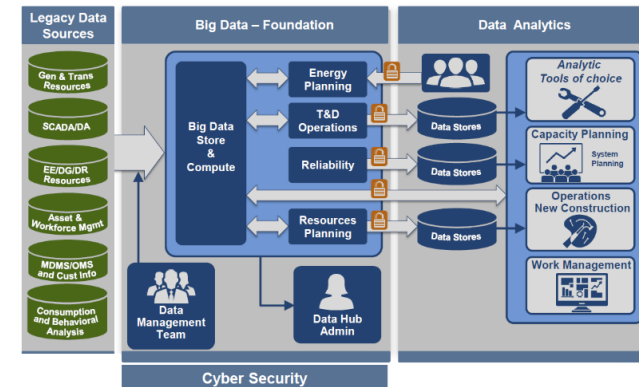 Legacy Data
Sources
Gen & Trans
Resources
SCADA/DA
EE/DG/DR
Resources
Asset &
Workforce Mgmt
MDMS/OMS
and Cust Info
Consumption
and Behavioral
Analysis
Big Data – Foundation
Big Data
Store
&
Compute
Energy
Planning
T&D
Operations
Reliability
Resources
Planning
Data
Management
Team
Data Hub
Admin
Cyber Security
Data Analytics
Data Stores
Data Stores
Data Stores
Analytic
Tools of choice
Capacity Planning
System
Planning
Operations
New Construction
Work Management